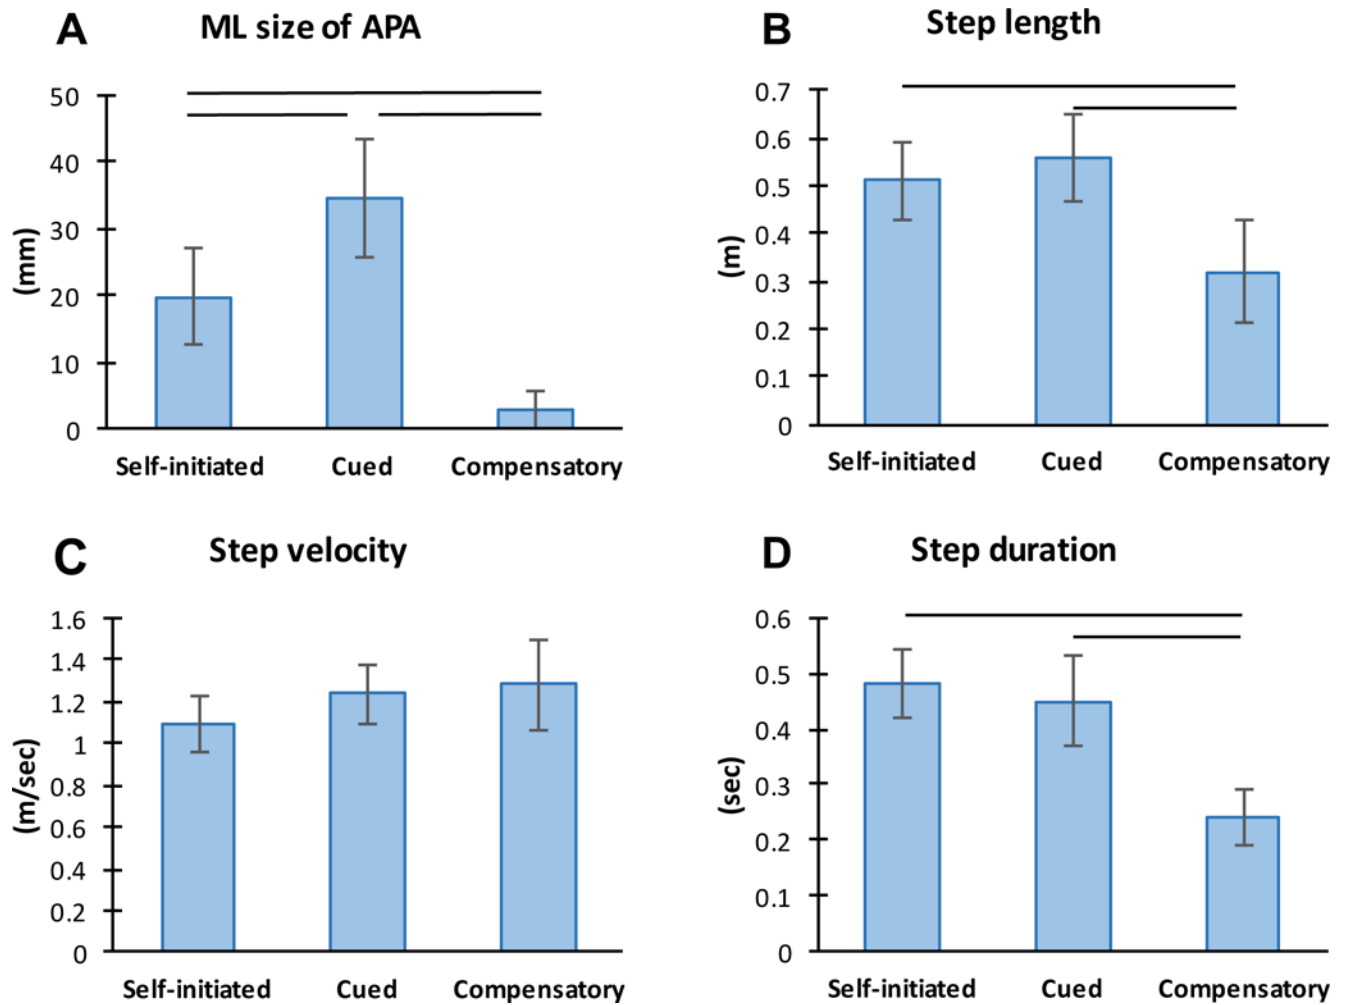 A
ML size of APA
(mm)
50
40
30
20
10
0
Self-initiated Cued Compensatory
B
Step length
(m)
0.7
0.6
0.5
0.4
0.3
0.2
0.1
0
Self-initiated Cued Compensatory
C
Step velocity
(m/sec)
1.6
1.4
1.2
1
0.8
0.6
0.4
0.2
0
Self-initiated Cued Compensatory
D
Step duration
(sec)
0.6
0.5
0.4
0.3
0.2
0.1
0
Self-initiated Cued Compensatory